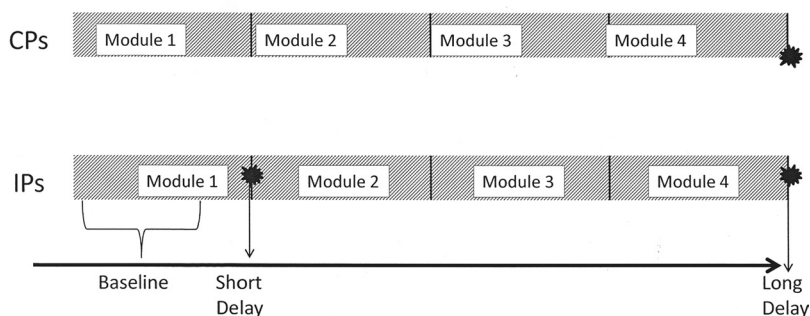 CPs
Module 1
Module 2
Module 3
Module 4
IPs
Module 1
Module 2
Module 3
Module 4
Baseline
Short
Delay
Long
Delay